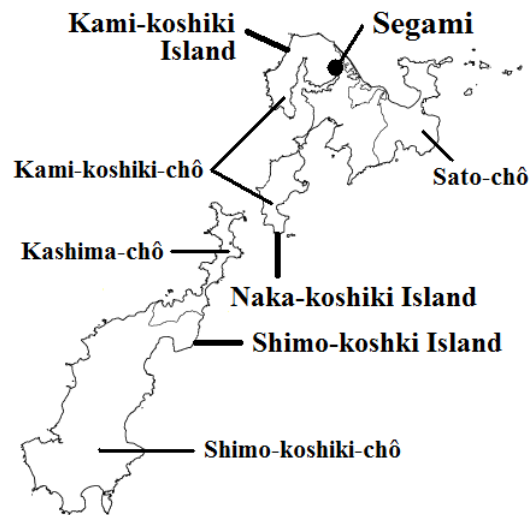 Kami-koshiki
Island
Segami
Kami-koshiki-chô
Sato-chô
Kashima-chô
Naka-koshiki Island
Shimo-koshki Island
Shimo-koshiki-chô